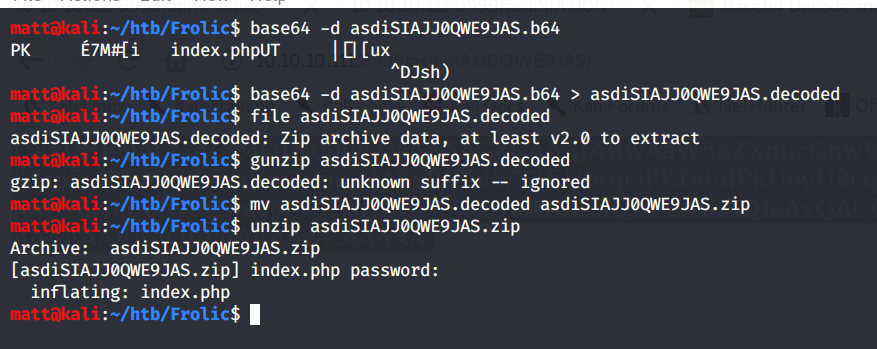 matt@kali:~/htb/Frolic$ base64 -d asdiSIAJJ0QWE9JAS.b64
PK É7M#[i index.phpUT |[ux
^DJsh)
matt@kali:~/htb/Frolic$ base64 -d asdiSIAJJ0QWE9JAS.b64 > asdiSIAJJ0QWE9JAS.decoded
matt@kali:~/htb/Frolic$ file asdiSIAJJ0QWE9JAS.decoded
asdiSIAJJ0QWE9JAS.decoded: Zip archive data, at least v2.0 to extract
matt@kali:~/htb/Frolic$ gunzip asdiSIAJJ0QWE9JAS.decoded
gzip: asdiSIAJJ0QWE9JAS.decoded: unknown suffix -- ignored
matt@kali:~/htb/Frolic$ mv asdiSIAJJ0QWE9JAS.decoded asdiSIAJJ0QWE9JAS.zip
matt@kali:~/htb/Frolic$ unzip asdiSIAJJ0QWE9JAS.zip
Archive:  asdiSIAJJ0QWE9JAS.zip
[asdiSIAJJ0QWE9JAS.zip] index.php password:
  inflating: index.php
matt@kali:~/htb/Frolic$